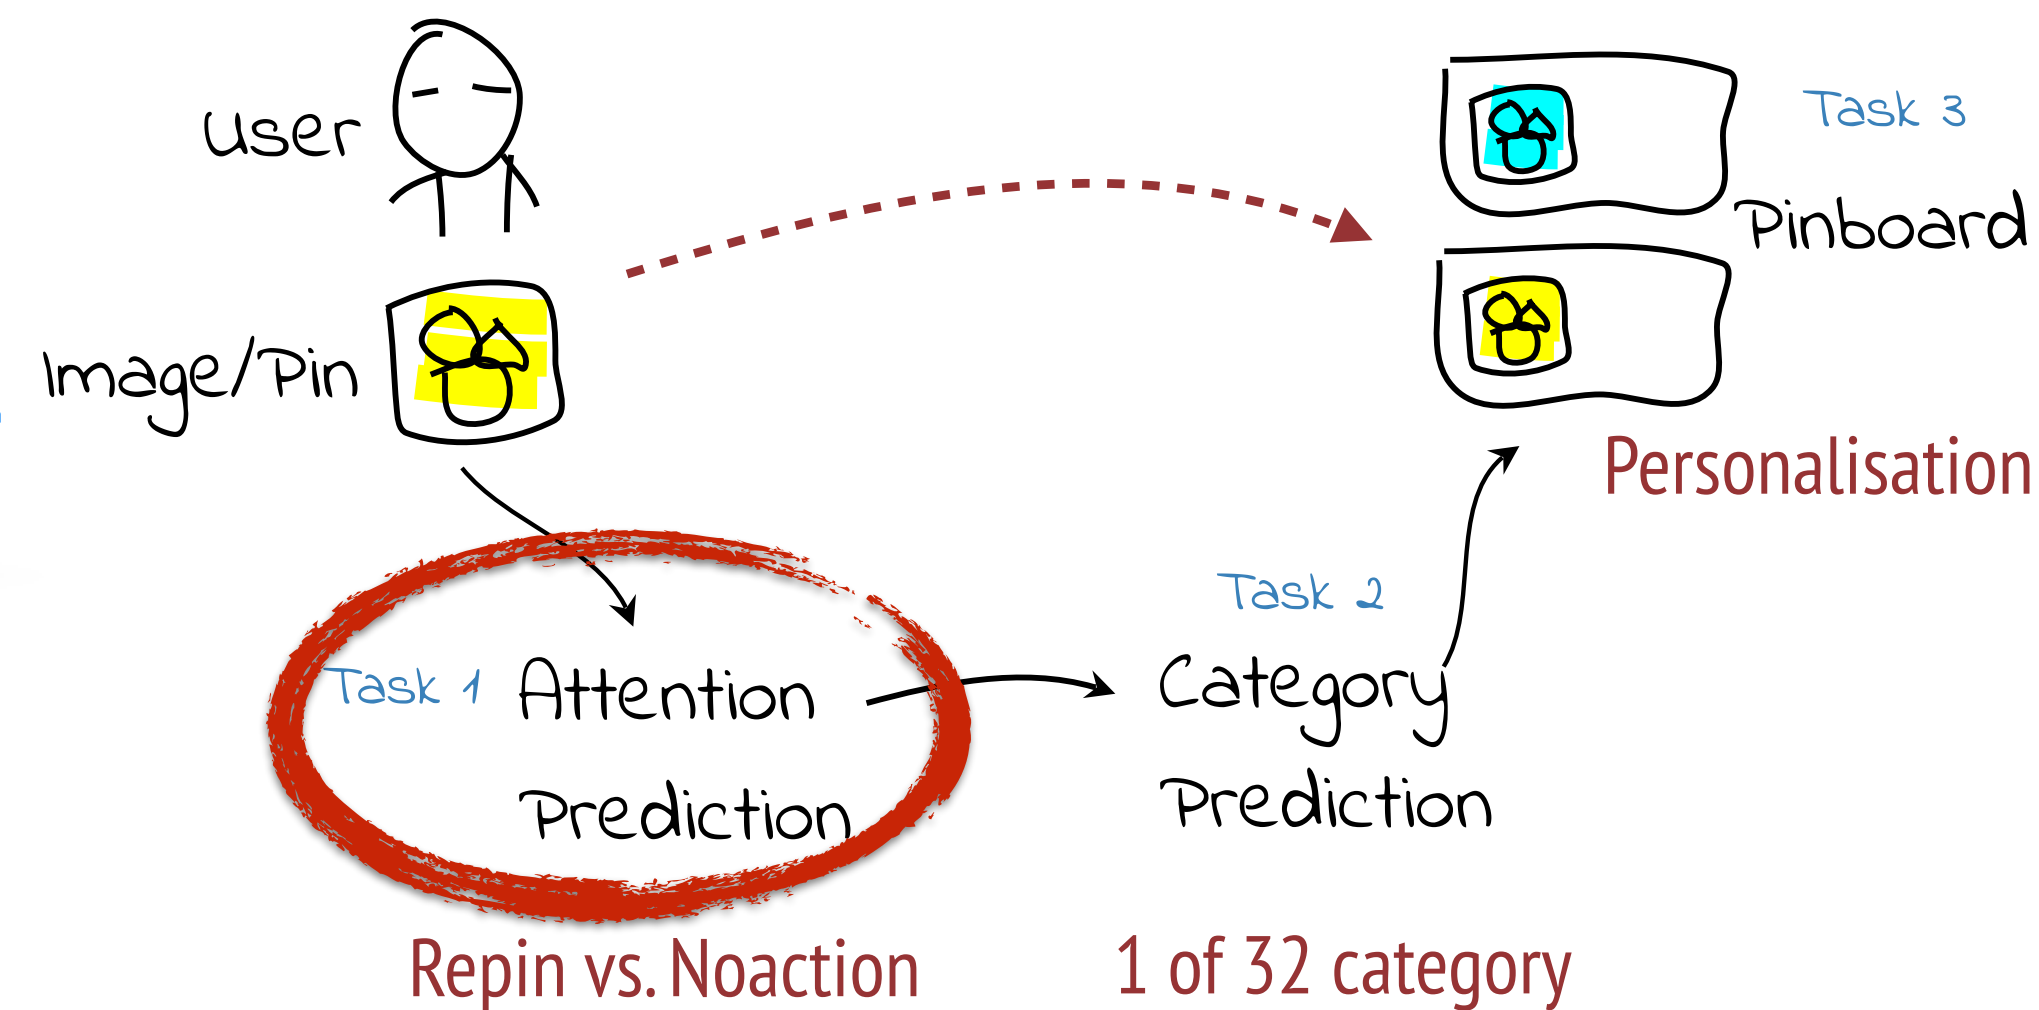 User
Task 3
Pinboard
Image/Pin
Personalisation
Task 2
Task 1
Attention
Prediction
Category
Prediction
Repin vs. Noaction
1 of 32 category